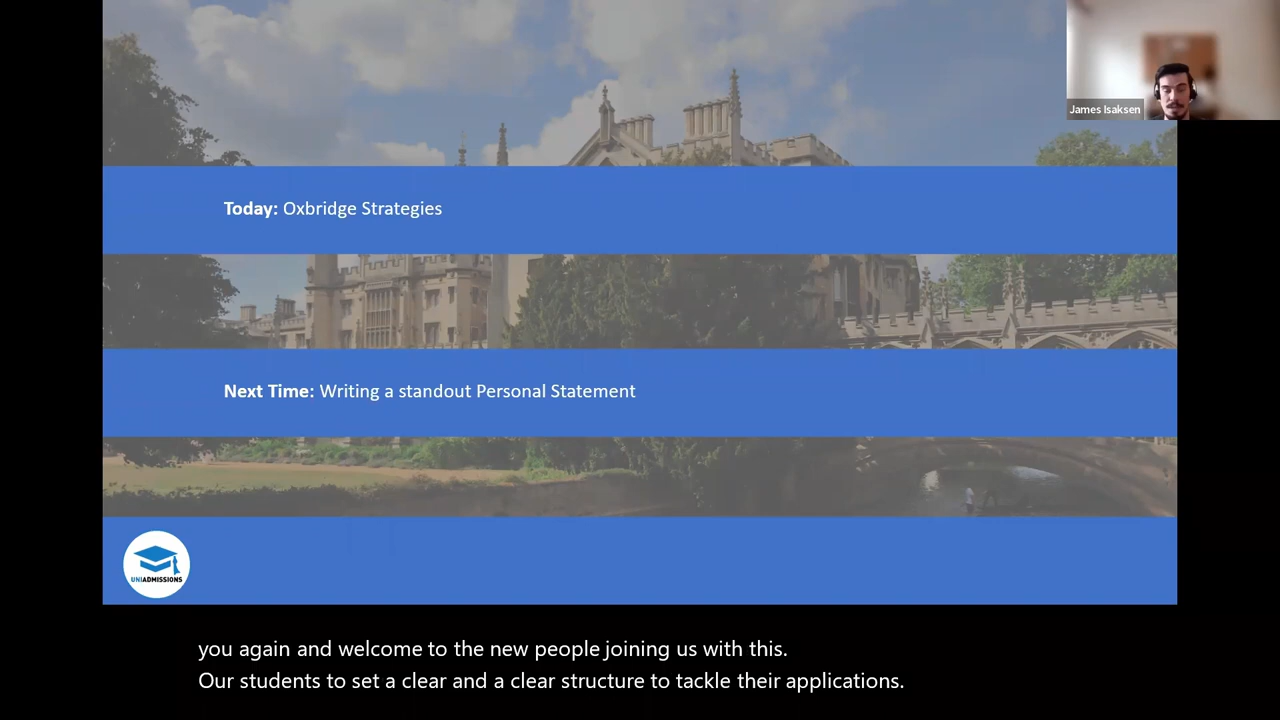 James Isaksen
Today: Oxbridge Strategies
Next Time: Writing a standout Personal Statement
UNIADMISSIONS
you again and welcome to the new people joining us with this.
Our students to set a clear and a clear structure to tackle their applications.